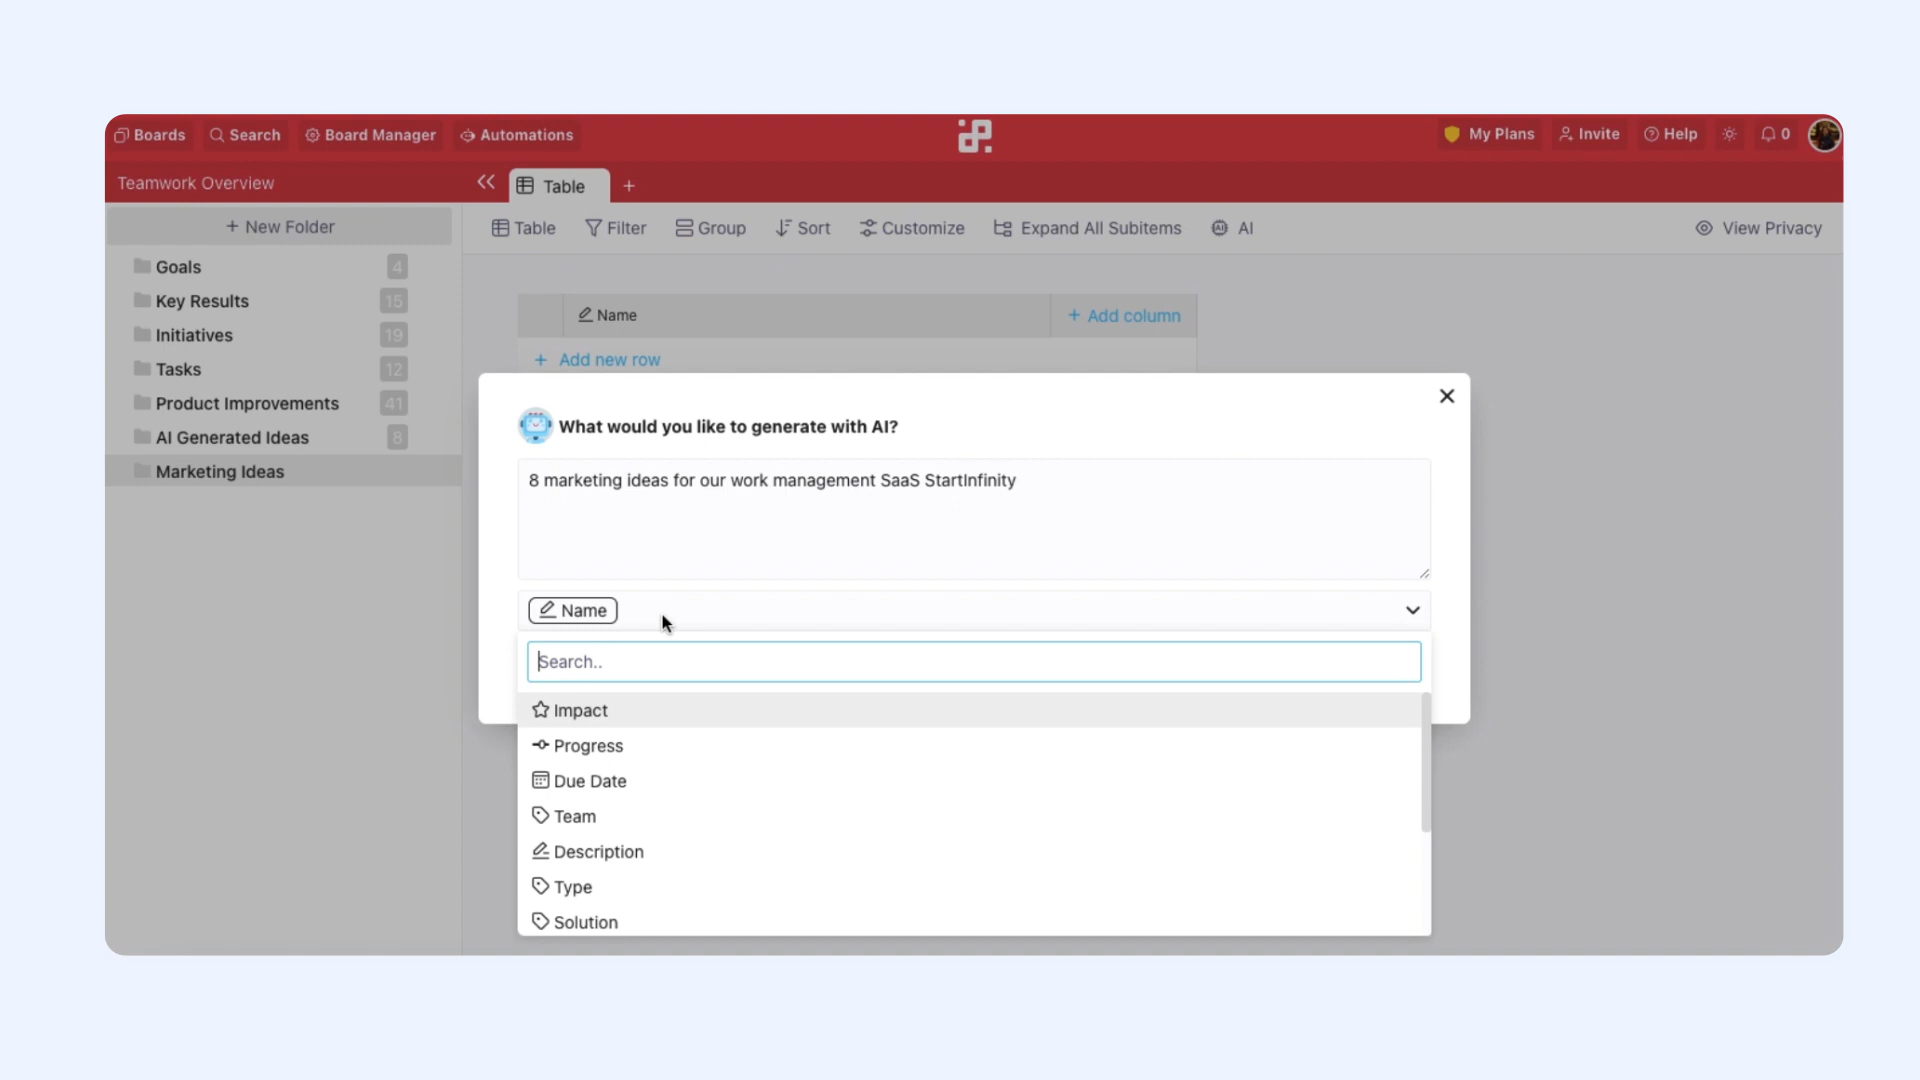 Boards Search Board Manager Automations My Plans Invite Help 0
Teamwork Overview Table +
+ New Folder Table Filter Group Sort Customize Expand All Subitems AI View Privacy
Goals 4
Key Results 15
Initiatives 19
Tasks 12
Product Improvements 41
AI Generated Ideas 8
Marketing Ideas
Name + Add column
+ Add new row
What would you like to generate with AI?
8 marketing ideas for our work management SaaS StartInfinity
Name
Search..
Impact
Progress
Due Date
Team
Description
Type
Solution